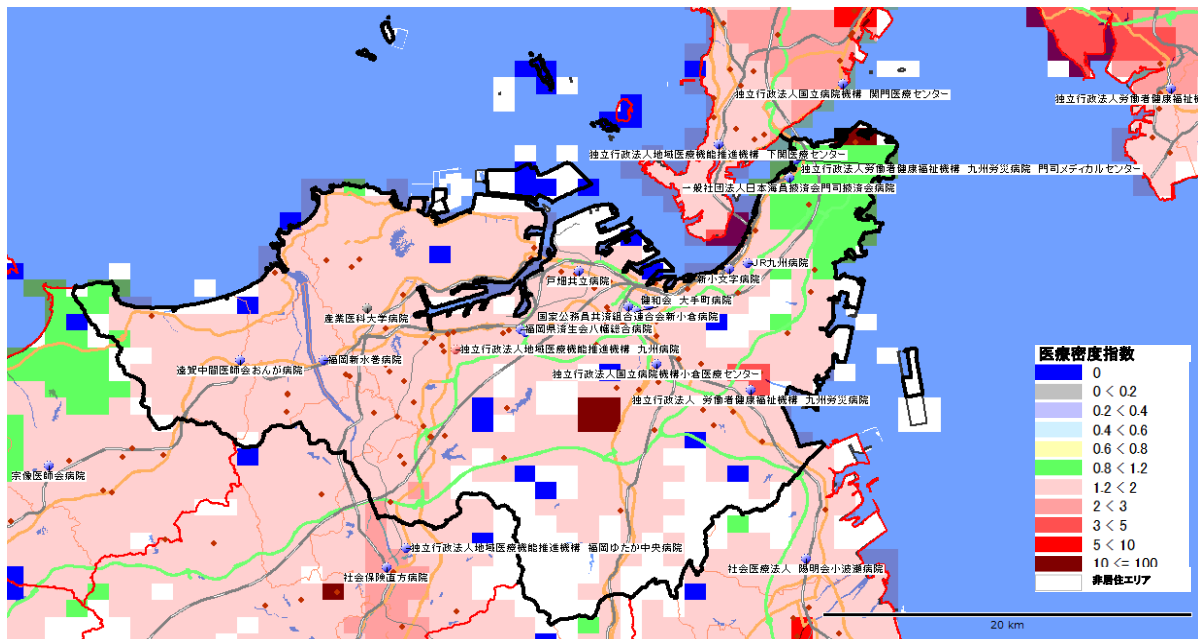 独立行政法人国立病院機構 関門医療センター
独立行政法人労働者健康福祉機
独立行政法人地域医療機能推進機構 下関医療センター
独立行政法人労働者健康福祉機構 九州労災病院 門司メディカルセンター
一般社団法人日本海員掖済会門司掖済会病院
JR九州病院
戸畑共立病院
新小文字病院
健和会 大手町病院
産業医科大学病院
国家公務員共済組合連合会新小倉病院
福岡県済生会八幡総合病院
独立行政法人地域医療機能推進機構 九州病院
福岡新水巻病院
遠賀中間医師会おんが病院
独立行政法人国立病院機構小倉医療センター
独立行政法人 労働者健康福祉機構 九州労災病院
宗像医師会病院
独立行政法人地域医療機能推進機構 福岡ゆたか中央病院
社会保険直方病院
社会医療法人 陽明会小波瀬病院
医療密度指数
0
0 < 0.2
0.2 < 0.4
0.4 < 0.6
0.6 < 0.8
0.8 < 1.2
1.2 < 2
2 < 3
3 < 5
5 < 10
10 <= 100
非居住エリア
20 km